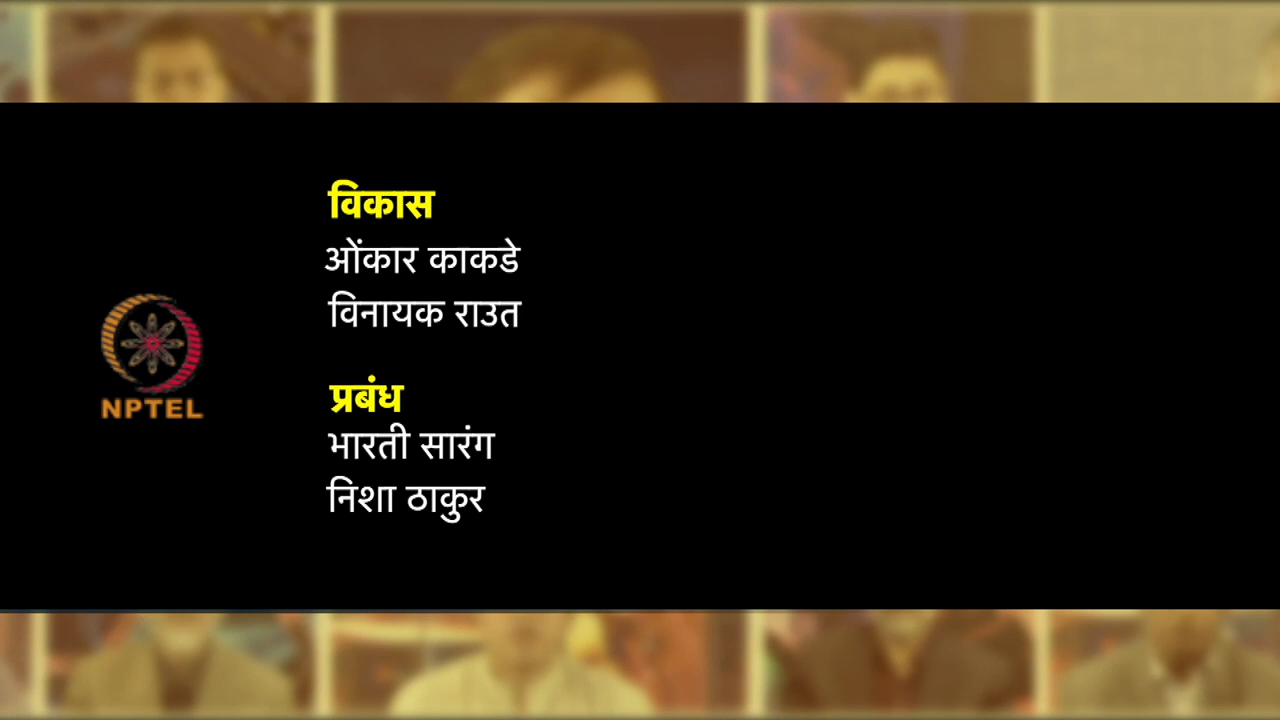 विकास
ओंकार काकडे
विनायक राउत
प्रबंध
भारती सारंग
निशा ठाकुर
NPTEL